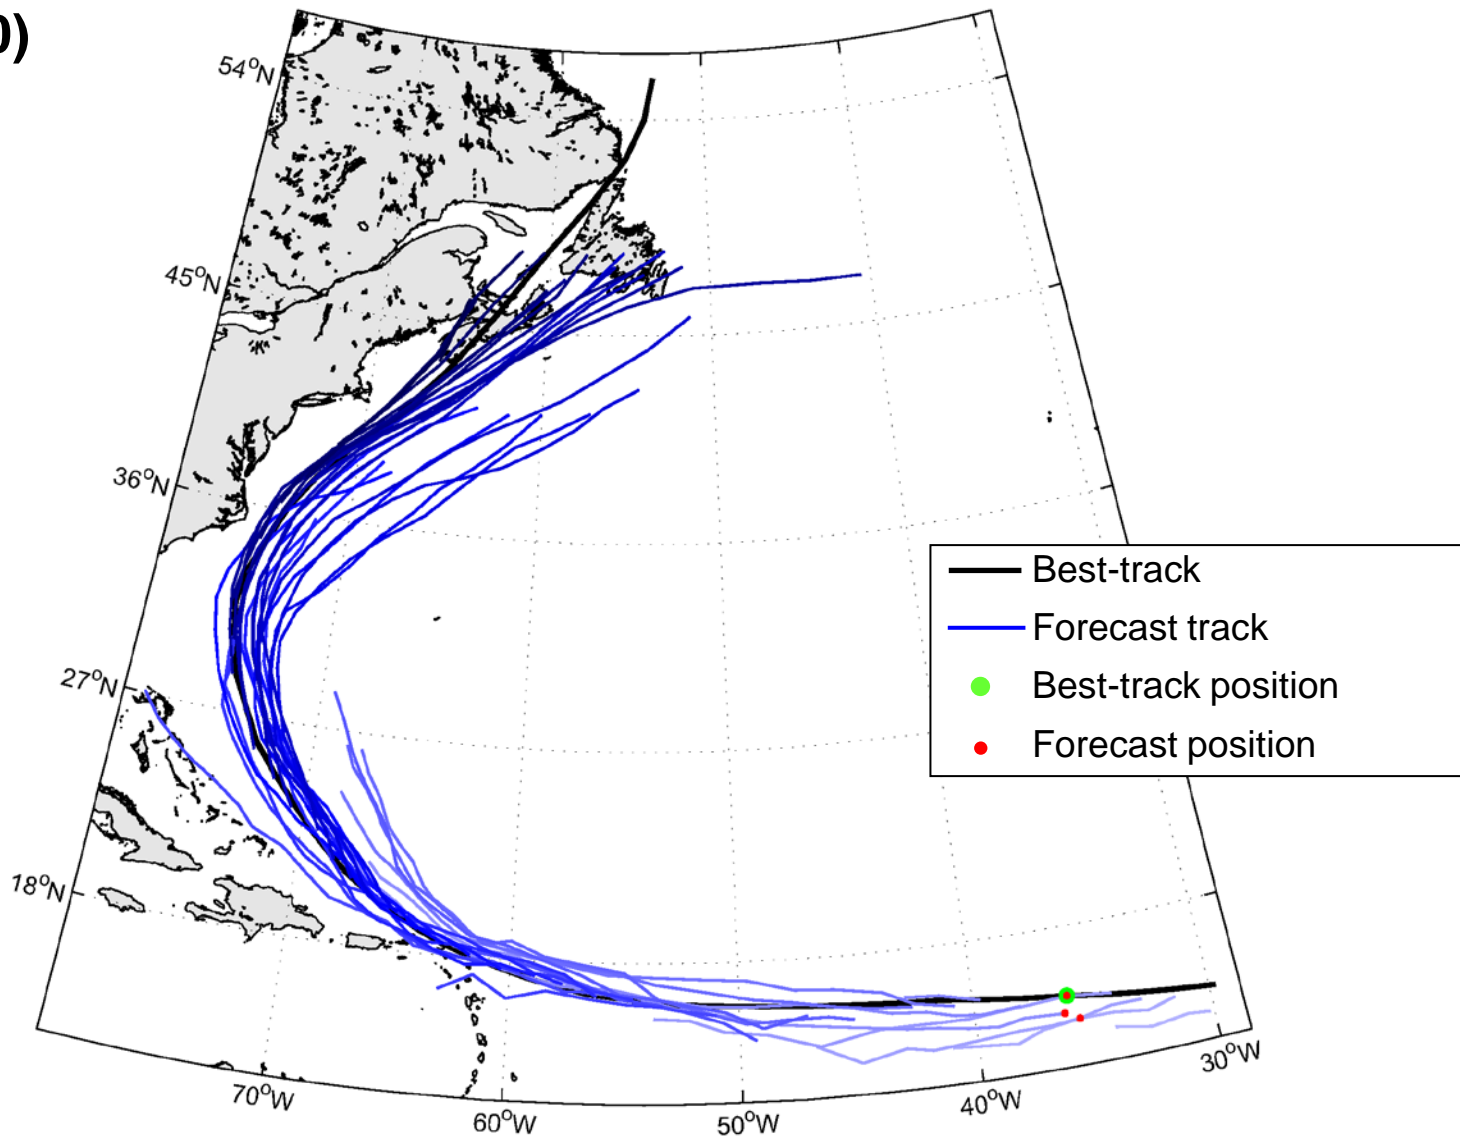 0)
54°N
45°N
36°N
27°N
18°N
70°W
60°W
50°W
40°W
30°W
Best-track
Forecast track
Best-track position
Forecast position